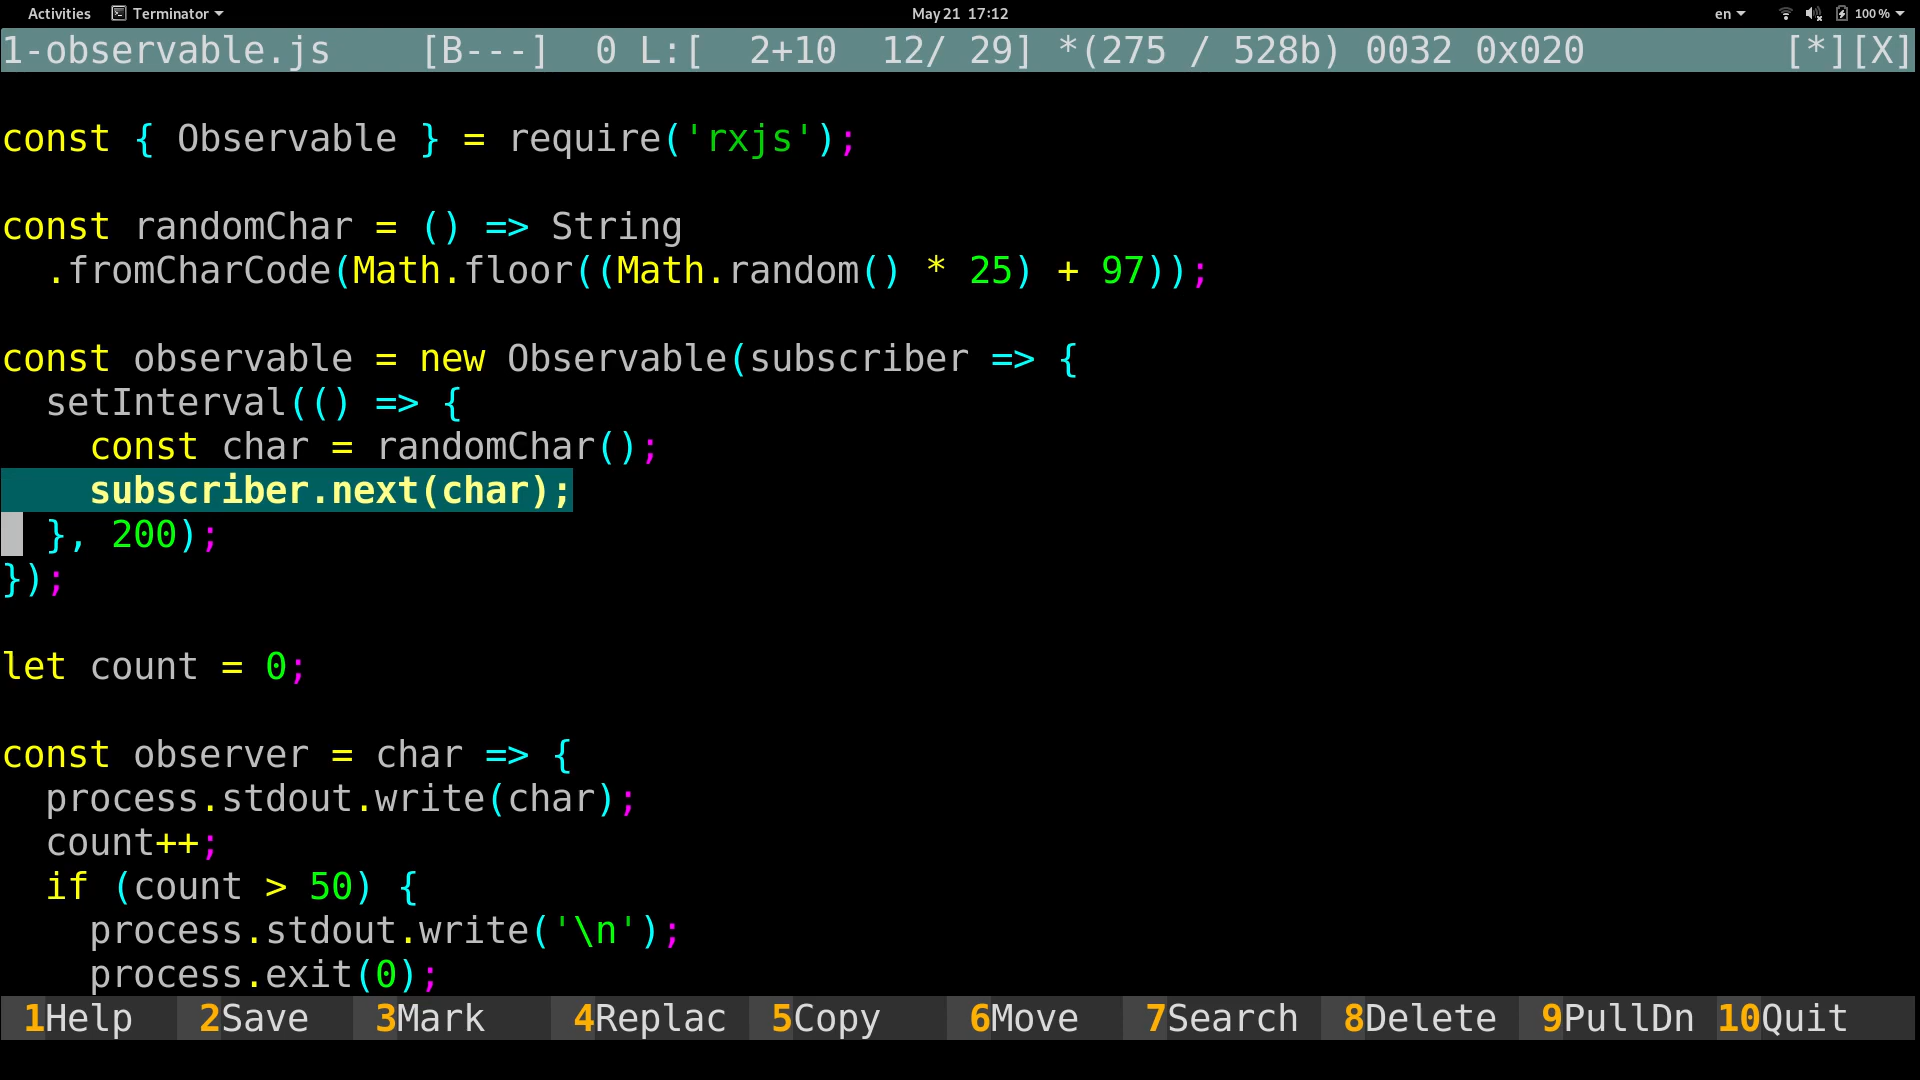 Activities Terminator May 21 17:12 en 100 %
1-observable.js [B---] 0 L:[ 2+10 12/ 29] *(275 / 528b) 0032 0x020 [*][X]
const { Observable } = require('rxjs');
const randomChar = () => String
  .fromCharCode(Math.floor((Math.random() * 25) + 97));
const observable = new Observable(subscriber => {
  setInterval(() => {
    const char = randomChar();
    subscriber.next(char);
  }, 200);
});
let count = 0;
const observer = char => {
  process.stdout.write(char);
  count++;
  if (count > 50) {
    process.stdout.write('\n');
    process.exit(0);
1Help 2Save 3Mark 4Replac 5Copy 6Move 7Search 8Delete 9PullDn 10Quit